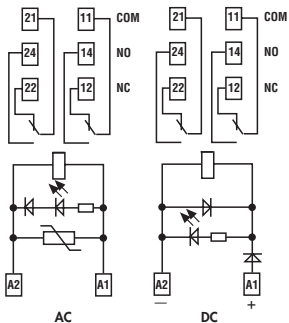 21 11 COM 21 11 COM
24 14 NO 24 14 NO
22 12 NC 22 12 NC
A2 A1 A2 A1
— +
AC DC